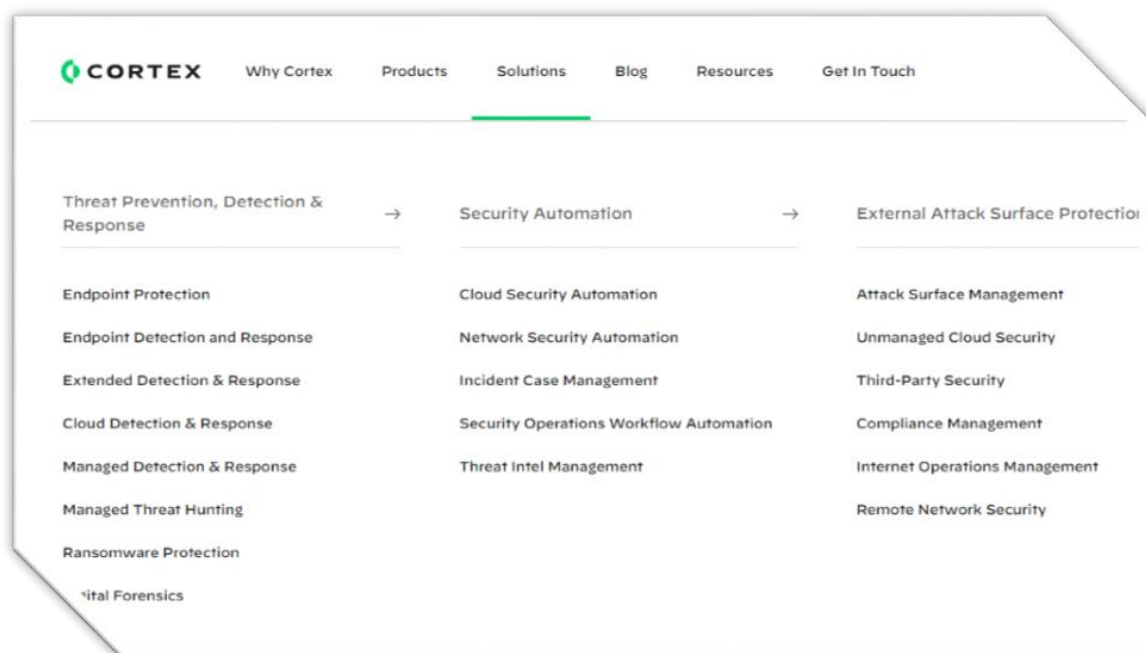 CORTEX Why Cortex Products Solutions Blog Resources Get In Touch
Threat Prevention, Detection &
Response
Endpoint Protection
Endpoint Detection and Response
Extended Detection & Response
Cloud Detection & Response
Managed Detection & Response
Managed Threat Hunting
Ransomware Protection
Forensics
Security Automation
Cloud Security Automation
Network Security Automation
Incident Case Management
Security Operations Workflow Automation
Threat Intel Management
External Attack Surface
Attack Surface Management
Unmanaged Cloud Security
Third-Party Security
Compliance Management
Internet Operations Management
Remote Network Security